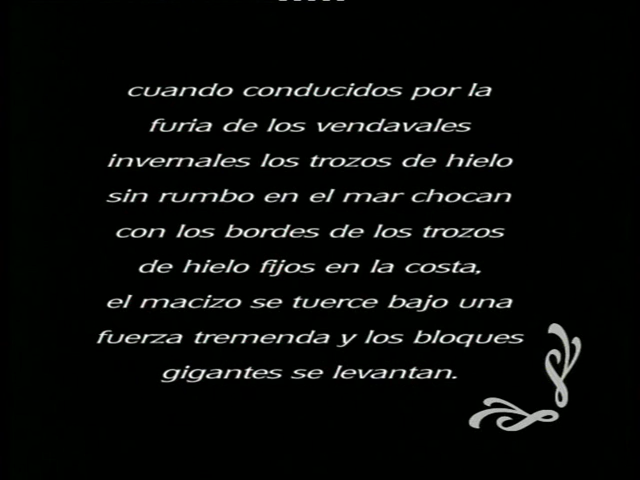 cuando conducidos por la
furia de los vendavales
invernales los trozos de hielo
sin rumbo en el mar chocan
con los bordes de los trozos
de hielo fijos en la costa,
el macizo se tuerce bajo una
fuerza tremenda y los bloques
gigantes se levantan.